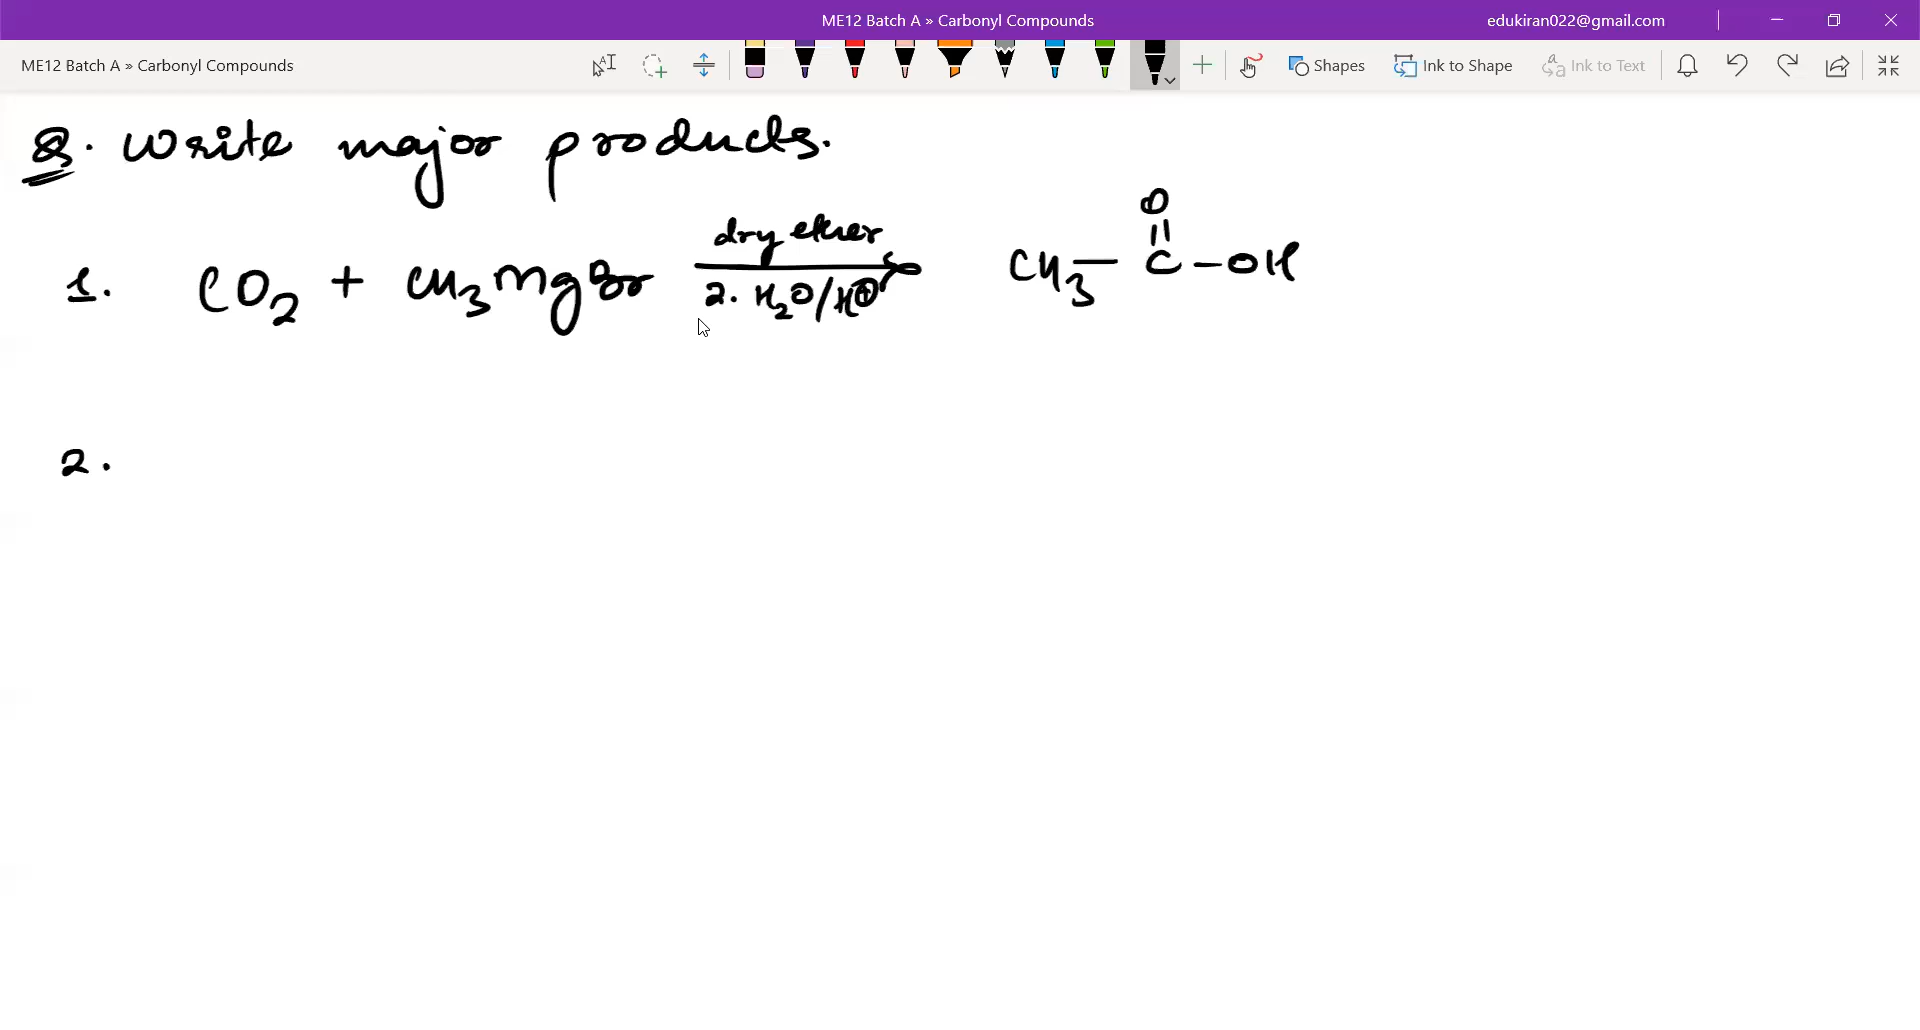 ME12 Batch A » Carbonyl Compounds
edukiran022@gmail.com
ME12 Batch A » Carbonyl Compounds
Shapes
Ink to Shape
Ink to Text
Q. Write major products.
1. CO2 + CH3MgBr
dry ether
2. H2O/H⊕
O
||
CH3 – C – OH
2.